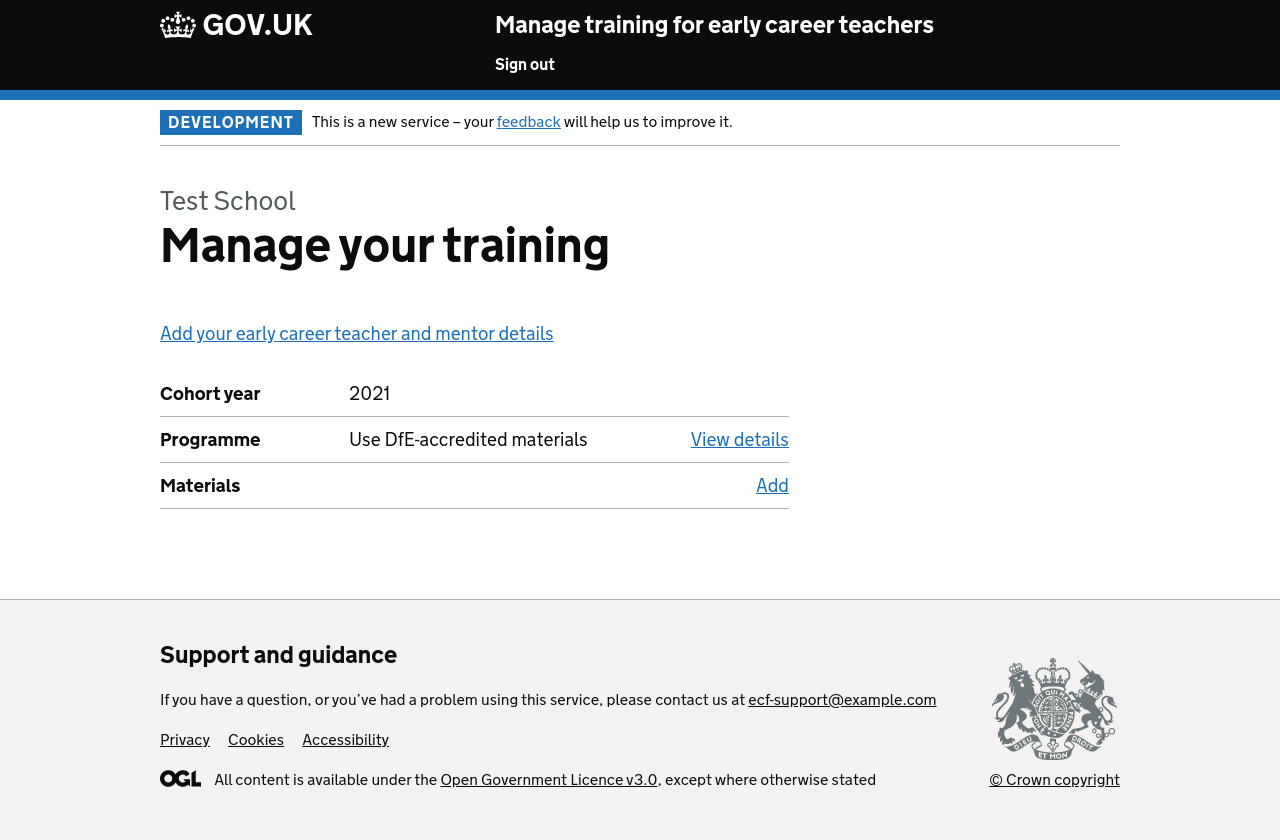 GOV.UK
Manage training for early career teachers
Sign out
DEVELOPMENT This is a new service – your feedback will help us to improve it.
Test School
Manage your training
Add your early career teacher and mentor details
Cohort year 2021
Programme Use DfE-accredited materials View details
Materials Add
Support and guidance
If you have a question, or you’ve had a problem using this service, please contact us at ecf-support@example.com
Privacy Cookies Accessibility
OGL All content is available under the Open Government Licence v3.0, except where otherwise stated
© Crown copyright